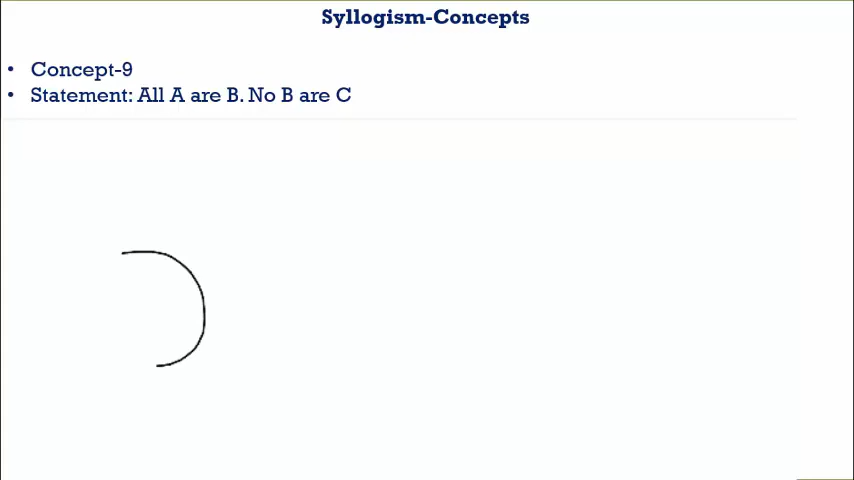 Syllogism-Concepts
• Concept-9
• Statement: All A are B. No B are C